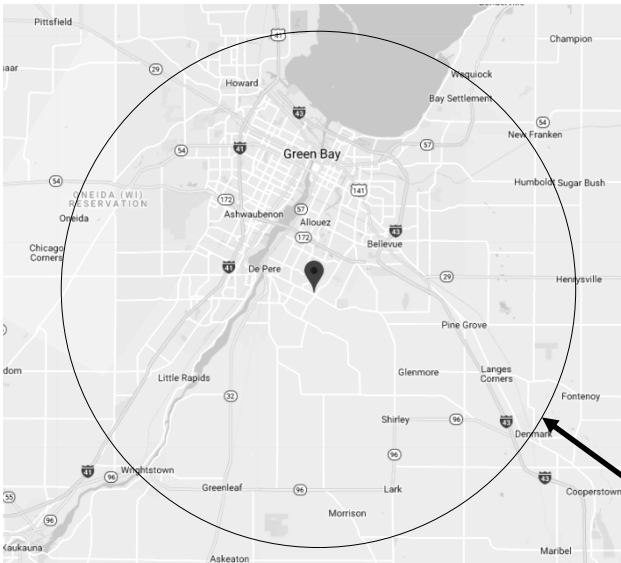 Pittsfield
41
Champion
29
Wequiock
Howard
Bay Settlement
43
54
New Franken
41
54
Green Bay
57
54
ONEIDA (WI)
RESERVATION
172
141
Humboldt
Sugar Bush
Oneida
Ashwaubenon
57
Allouez
43
172
Bellevue
Chicago
Corners
41
De Pere
29
Henrysville
Pine Grove
Little Rapids
Glenmore
Langes
Corners
32
Fontenoy
Shirley
96
43
Denmark
96
41
96
Wrightstown
43
55
Greenleaf
96
Lark
Cooperstown
96
Morrison
Kaukauna
Askeaton
Maribel